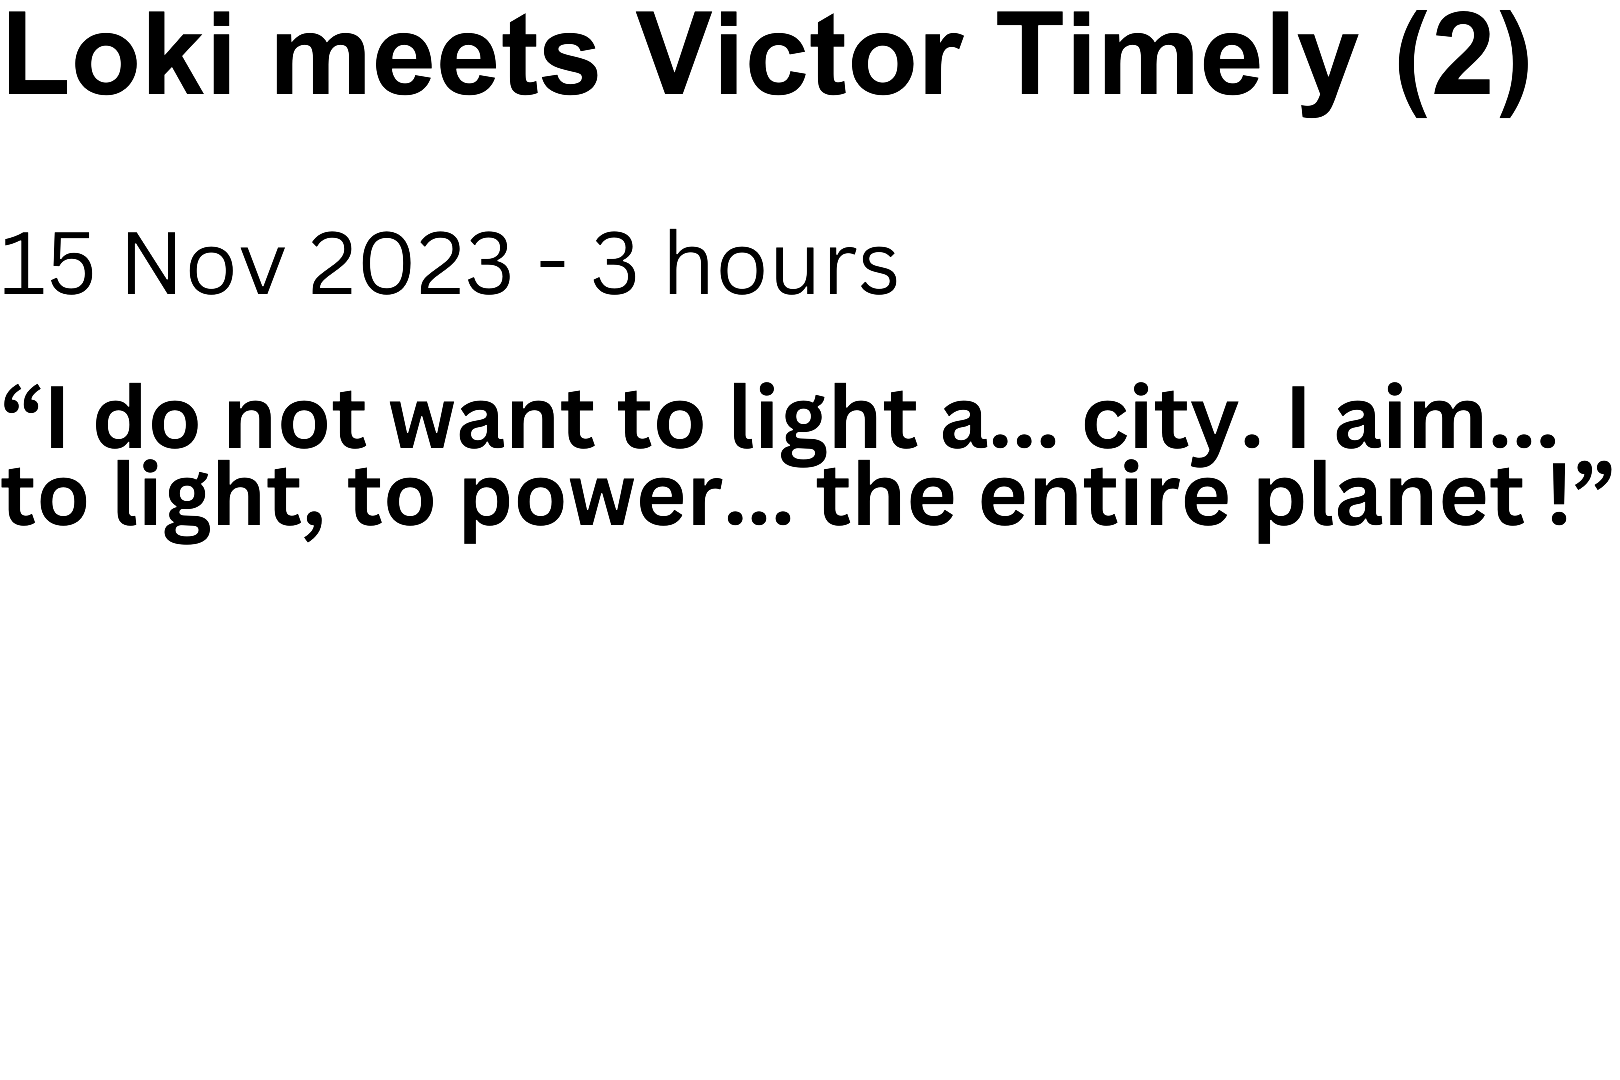 Loki meets Victor Timely (2)
15 Nov 2023 - 3 hours
“I do not want to light a... city. I aim...
to light, to power... the entire planet !”